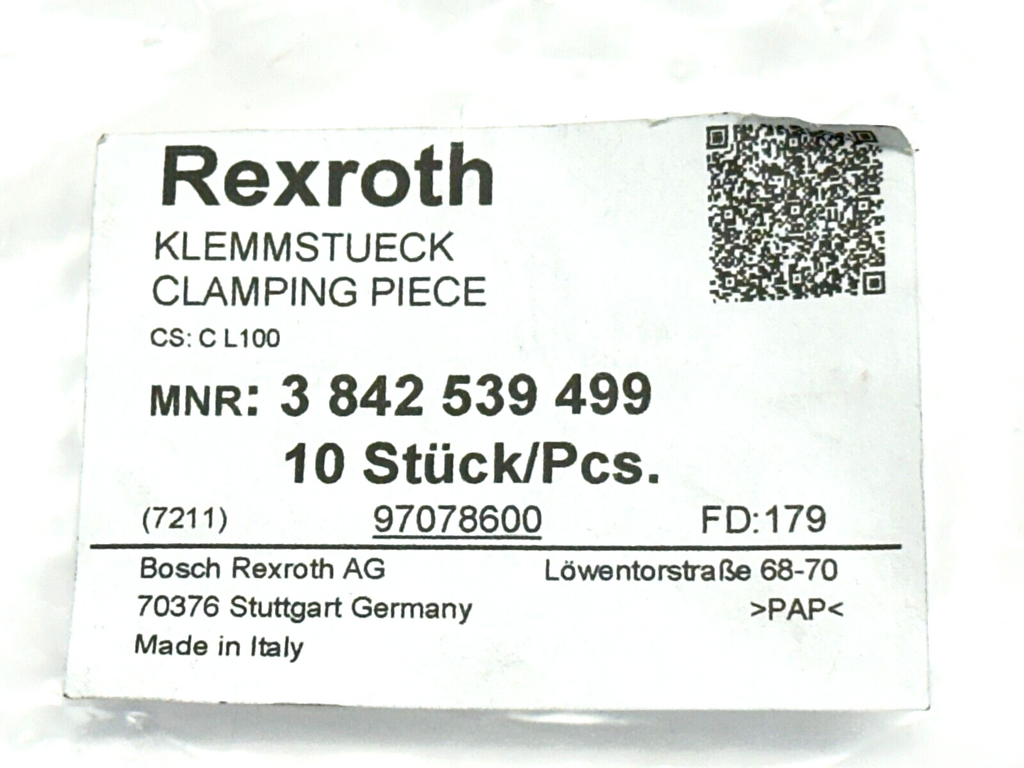 Rexroth
KLEMMSTUECK
CLAMPING PIECE
CS: C L100
MNR: 3 842 539 499
10 Stück/Pcs.
(7211) 97078600 FD:179
Bosch Rexroth AG Löwentorstraße 68-70
70376 Stuttgart Germany >PAP<
Made in Italy